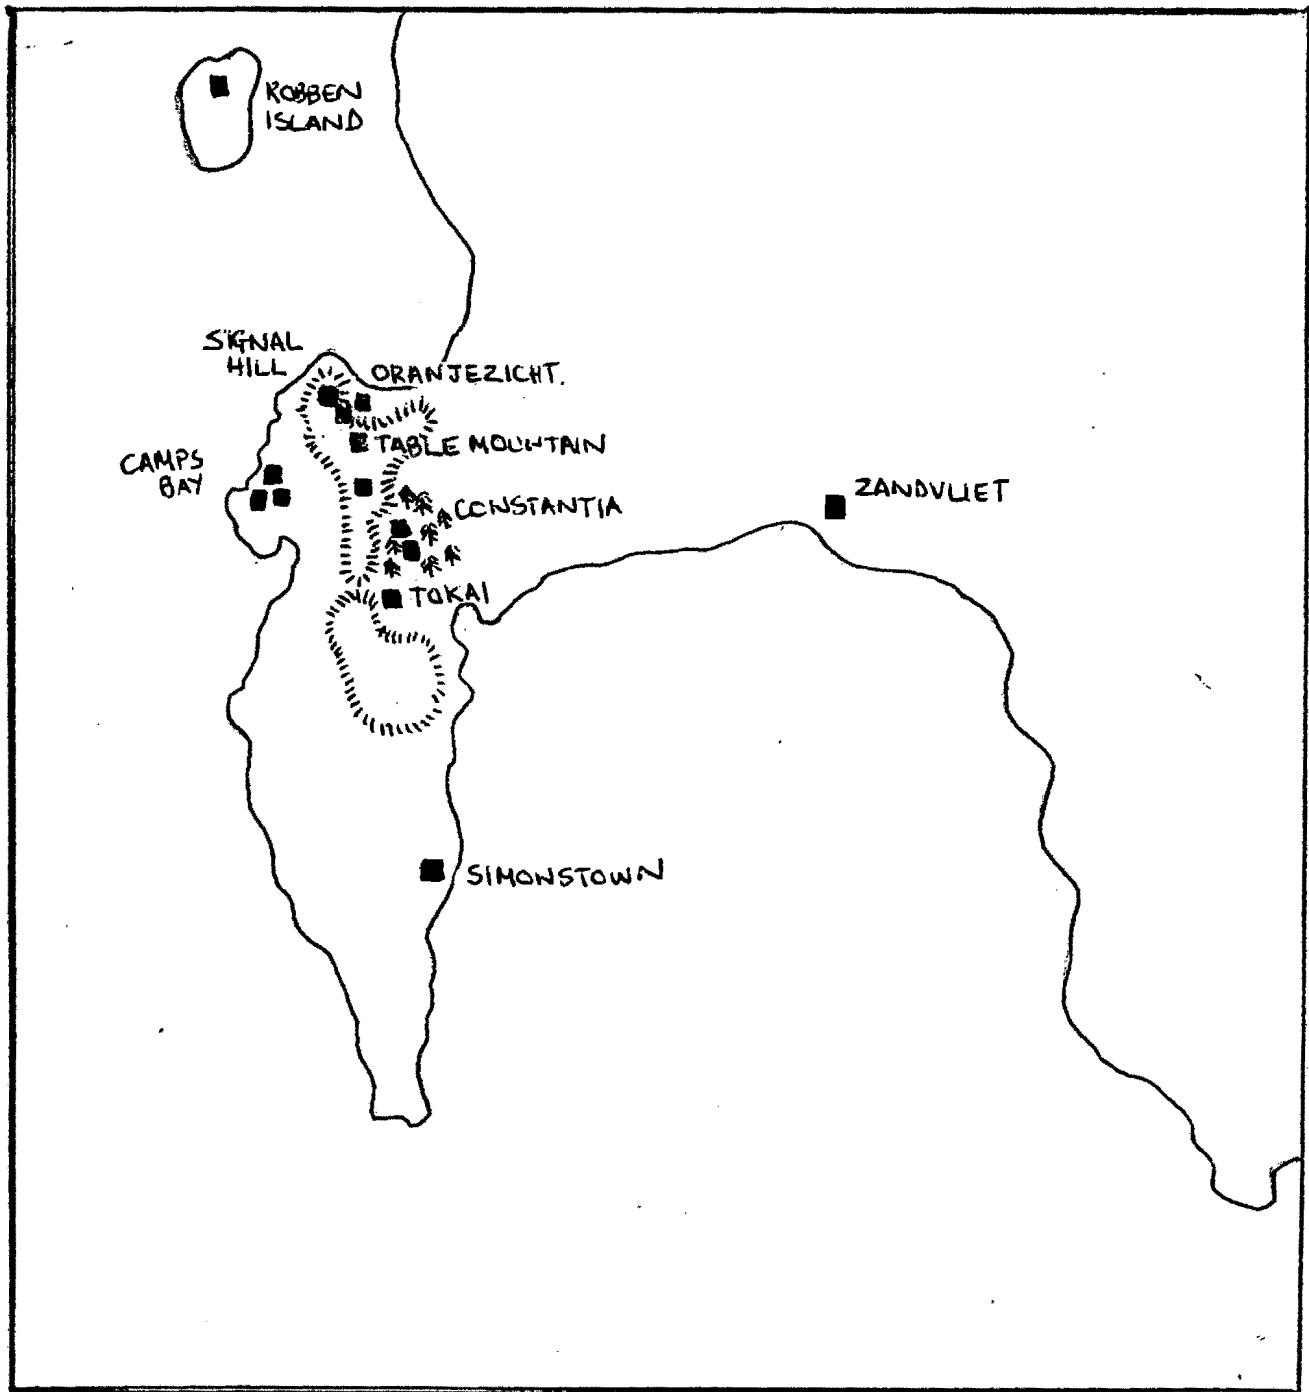 ROBBEN
ISLAND
SIGNAL
HILL
ORANJEZICHT.
TABLE MOUNTAIN
CAMPS
BAY
CONSTANTIA
ZANDVLIET
TOKAI
SIMONSTOWN